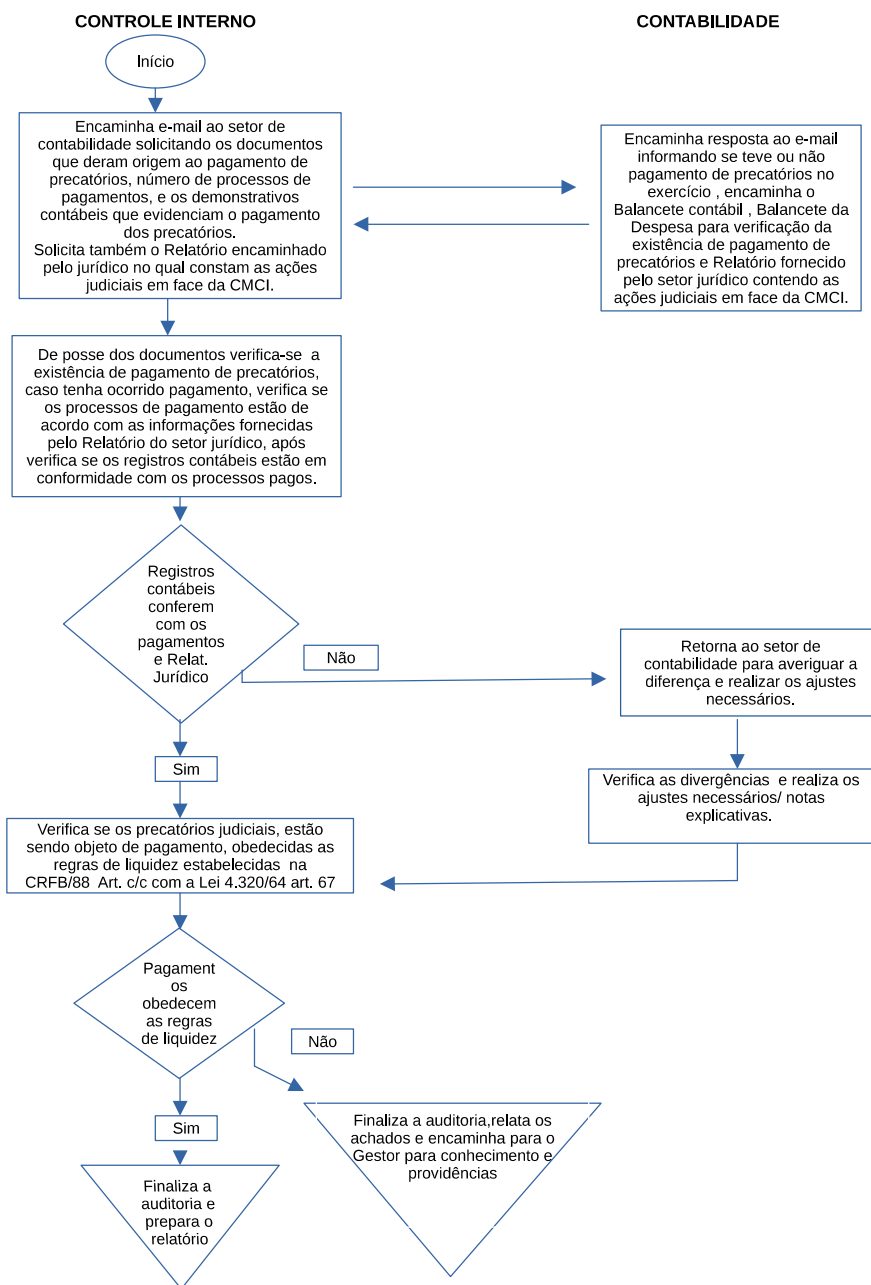 CONTROLE INTERNO
CONTABILIDADE
Início
Encaminha e-mail ao setor de
contabilidade solicitando os documentos
que deram origem ao pagamento de
precatórios, número de processos de
pagamentos, e os demonstrativos
contábeis que evidenciam o pagamento
dos precatórios.
Solicita também o Relatório encaminhado
pelo jurídico no qual constam as ações
judiciais em face da CMCI.
Encaminha resposta ao e-mail
informando se teve ou não
pagamento de precatórios no
exercício , encaminha o
Balancete contábil , Balancete da
Despesa para verificação da
existência de pagamento de
precatórios e Relatório fornecido
pelo setor jurídico contendo as
ações judiciais em face da CMCI.
De posse dos documentos verifica-se a
existência de pagamento de precatórios,
caso tenha ocorrido pagamento, verifica se
os processos de pagamento estão de
acordo com as informações fornecidas
pelo Relatório do setor jurídico, após
verifica se os registros contábeis estão em
conformidade com os processos pagos.
Registros
contábeis
conferem
com os
pagamentos
e Relat.
Jurídico
Não
Retorna ao setor de
contabilidade para averiguar a
diferença e realizar os ajustes
necessários.
Sim
Verifica as divergências e realiza os
ajustes necessários/ notas
explicativas.
Verifica se os precatórios judiciais, estão
sendo objeto de pagamento, obedecidas as
regras de liquidez estabelecidas na
CRFB/88 Art. c/c com a Lei 4.320/64 art. 67
Pagament
os
obedecem
as regras
de liquidez
Não
Sim
Finaliza a auditoria,relata os
achados e encaminha para o
Gestor para conhecimento e
providências
Finaliza a
auditoria e
prepara o
relatório